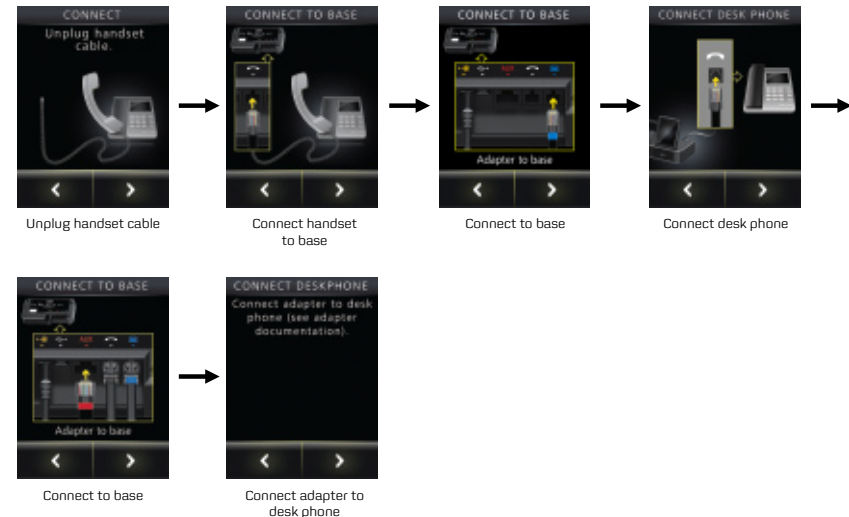 CONNECT
Unplug handset
cable.
Unplug handset cable
CONNECT TO BASE
Connect handset
to base
CONNECT TO BASE
Adapter to base
Connect to base
CONNECT DESK PHONE
Connect desk phone
CONNECT TO BASE
AUX
Adapter to base
Connect to base
CONNECT DESKPHONE
Connect adapter to desk
phone (see adapter
documentation).
Connect adapter to
desk phone